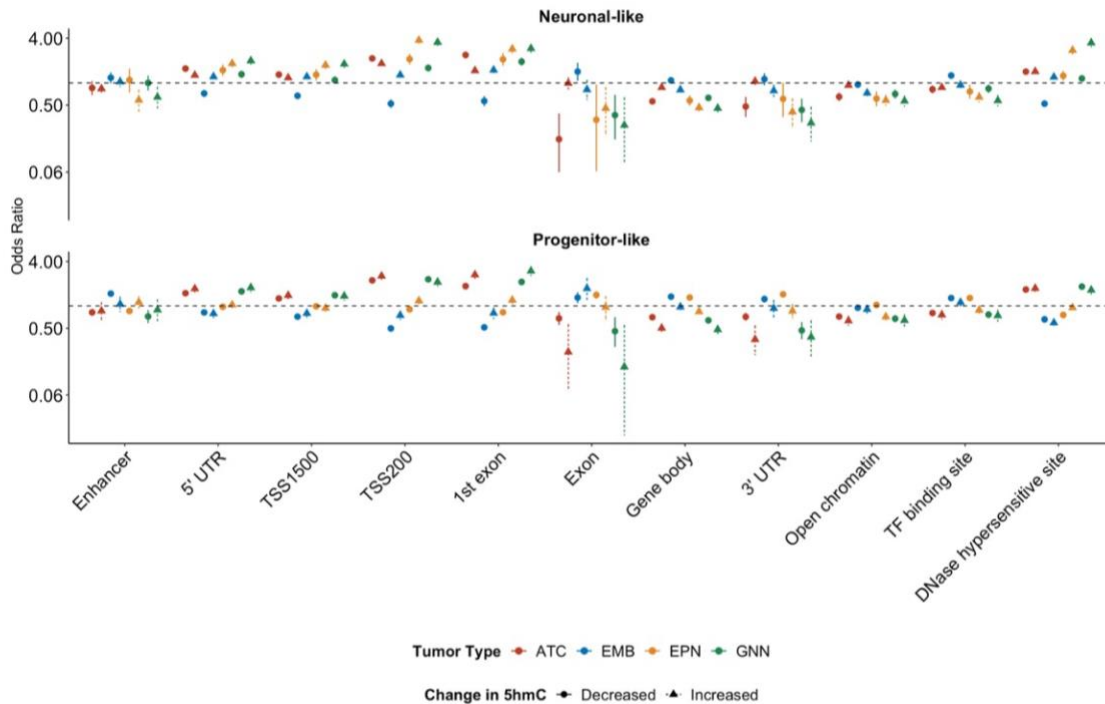 Neuronal-like
4.00
0.50
0.06
Odds Ratio
Progenitor-like
4.00
0.50
0.06
Enhancer
5' UTR
TSS1500
TSS200
1st exon
Exon
Gene body
3' UTR
Open chromatin
TF binding site
DNase hypersensitive site
Tumor Type ATC EMB EPN GNN
Change in 5hmC Decreased Increased